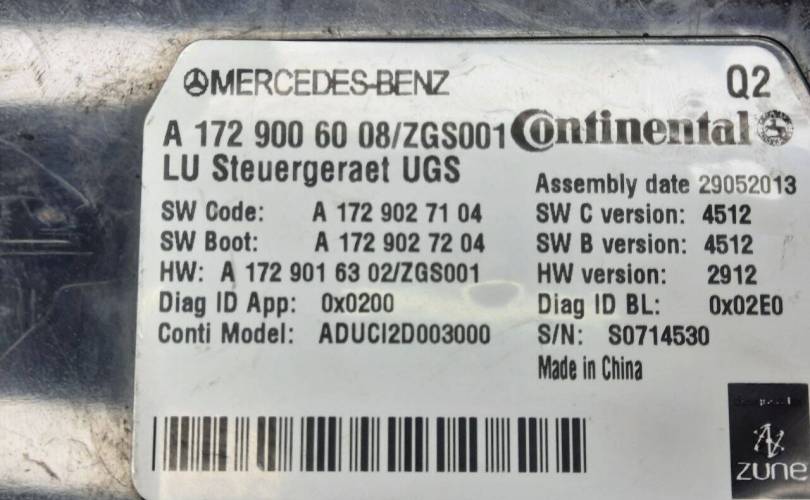 MERCEDES-BENZ Q2
A 172 900 60 08/ZGS001 Continental
LU Steuergeraet UGS
Assembly date 29052013
SW Code: A 172 902 71 04 SW C version: 4512
SW Boot: A 172 902 72 04 SW B version: 4512
HW: A 172 901 63 02/ZGS001 HW version: 2912
Diag ID App: 0x0200 Diag ID BL: 0x02E0
Conti Model: ADUCI2D003000 S/N: S0714530
Made in China
zune